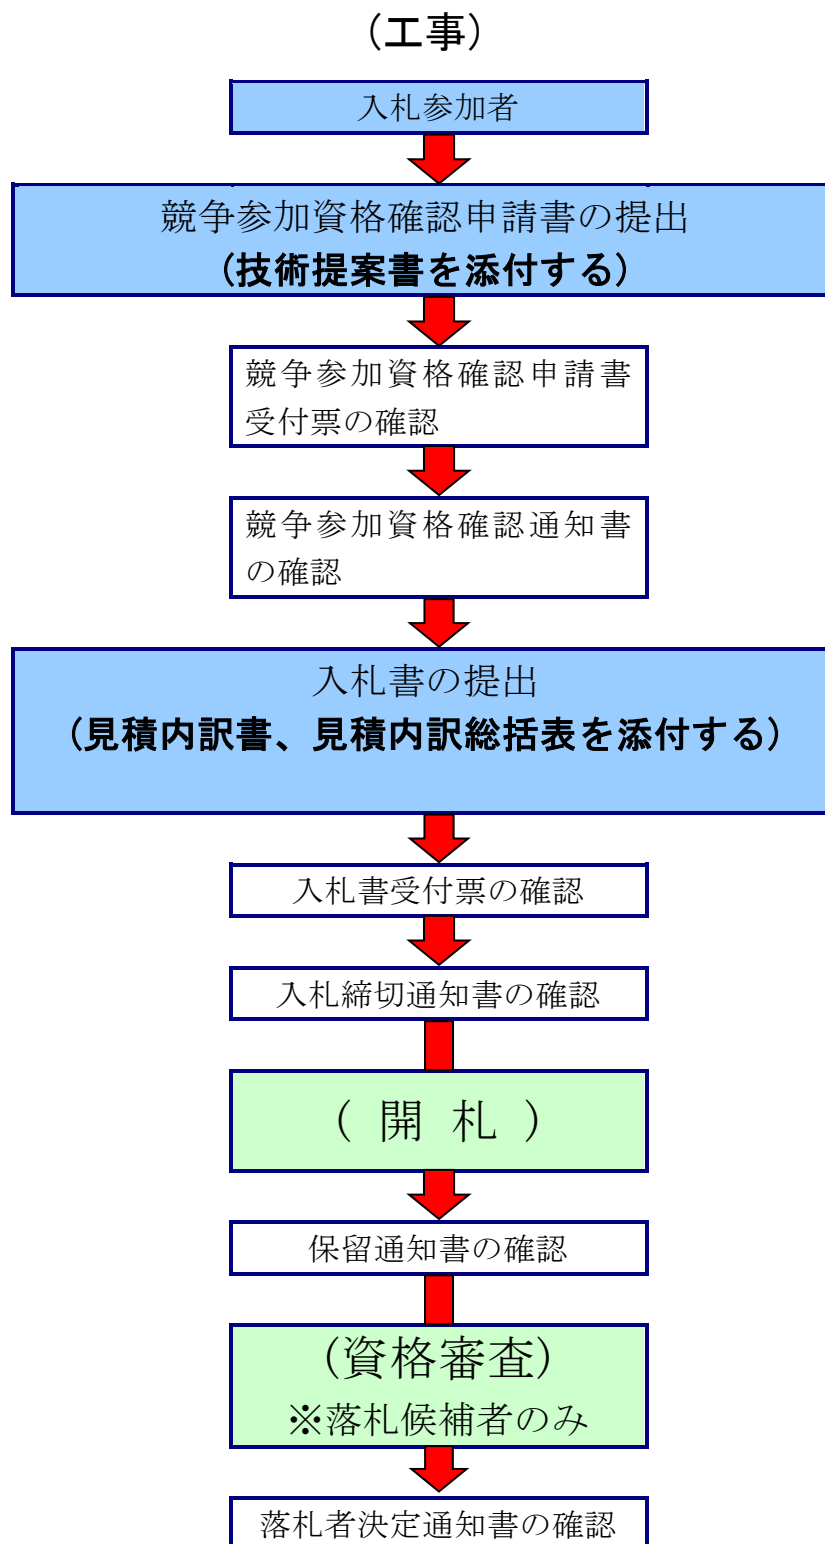 （工事）
入札参加者
競争参加資格確認申請書の提出
（技術提案書を添付する）
競争参加資格確認申請書
受付票の確認
競争参加資格確認通知書
の確認
入札書の提出
（見積内訳書、見積内訳総括表を添付する）
入札書受付票の確認
入札締切通知書の確認
（ 開 札 ）
保留通知書の確認
（資格審査）
※落札候補者のみ
落札者決定通知書の確認